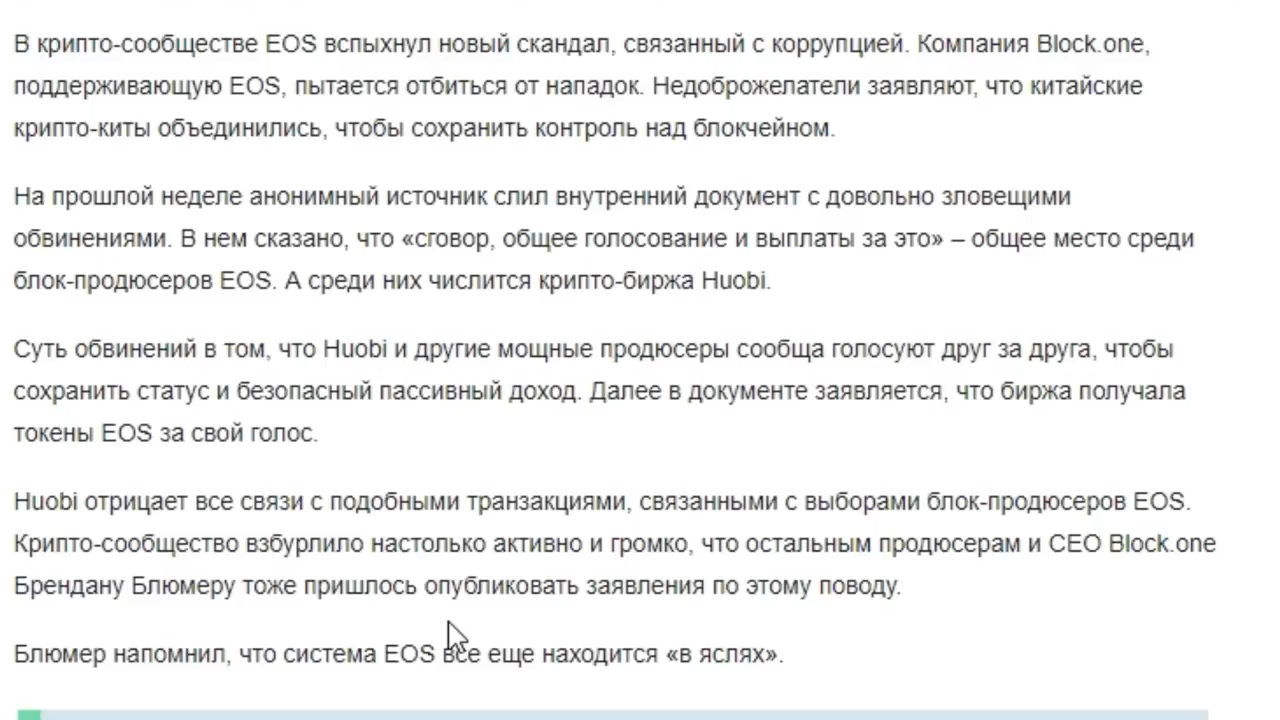 В крипто-сообществе EOS вспыхнул новый скандал, связанный с коррупцией. Компания Block.one,
поддерживающую EOS, пытается отбиться от нападок. Недоброжелатели заявляют, что китайские
крипто-киты объединились, чтобы сохранить контроль над блокчейном.
На прошлой неделе анонимный источник слил внутренний документ с довольно зловещими
обвинениями. В нем сказано, что «сговор, общее голосование и выплаты за это» – общее место среди
блок-продюсеров EOS. А среди них числится крипто-биржа Huobi.
Суть обвинений в том, что Huobi и другие мощные продюсеры сообща голосуют друг за друга, чтобы
сохранить статус и безопасный пассивный доход. Далее в документе заявляется, что биржа получала
токены EOS за свой голос.
Huobi отрицает все связи с подобными транзакциями, связанными с выборами блок-продюсеров EOS.
Крипто-сообщество взбурлило настолько активно и громко, что остальным продюсерам и CEO Block.one
Брендану Блюмеру тоже пришлось опубликовать заявления по этому поводу.
Блюмер напомнил, что система EOS все еще находится «в яслях».